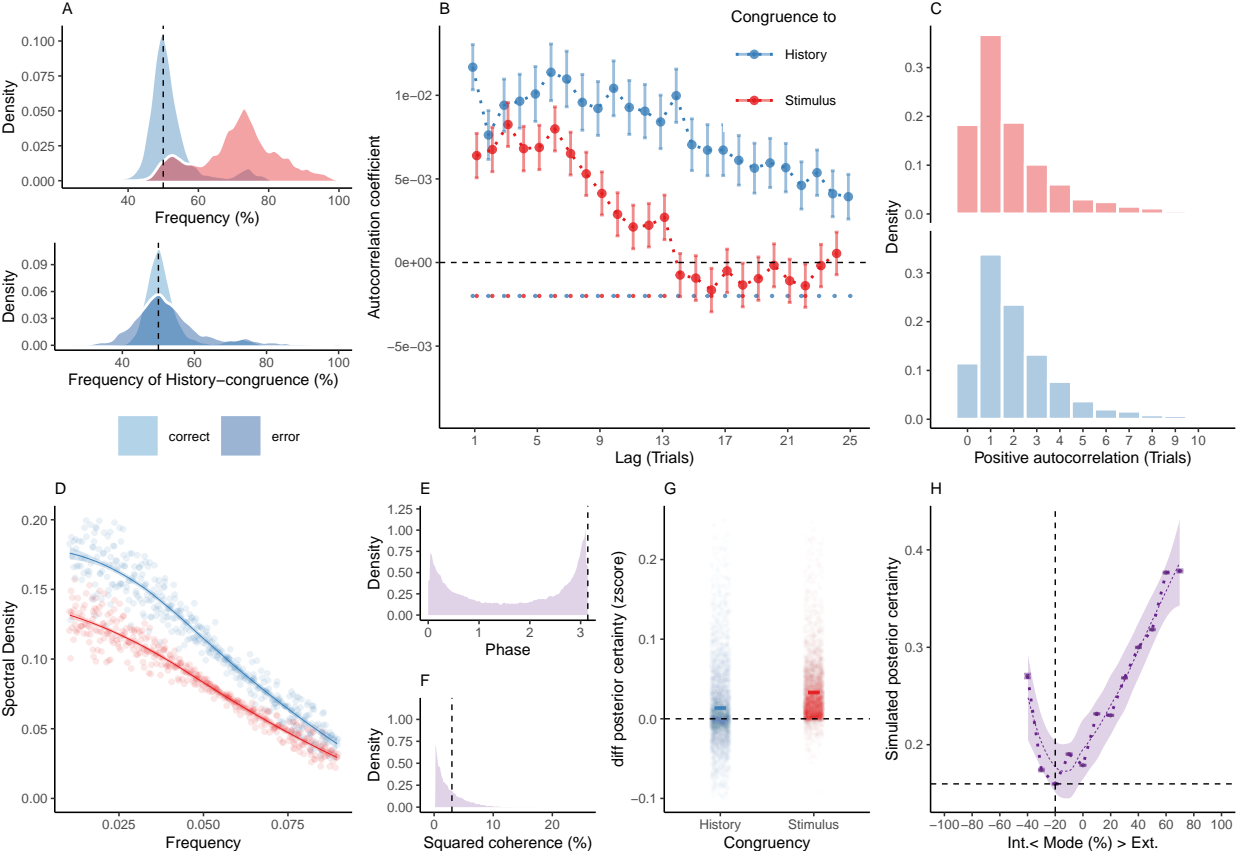 A
0.100
0.075
0.050
0.025
0.000
Density
40 60 80 100
Frequency (%)
0.09
0.06
0.03
0.00
Density
40 60 80 100
Frequency of History−congruence (%)
correct error
B
Congruence to
History
Stimulus
1e−02
5e−03
0e+00
−5e−03
Autocorrelation coefficient
1 5 9 13 17 21 25
Lag (Trials)
C
0.3
0.2
0.1
0.0
Density
0.3
0.2
0.1
0.0
0 1 2 3 4 5 6 7 8 9 10
Positive autocorrelation (Trials)
D
0.20
0.15
0.10
0.05
0.00
Spectral Density
0.025 0.050 0.075
Frequency
E
1.25
1.00
0.75
0.50
0.25
0.00
Density
0 1 2 3
Phase
F
1.00
0.75
0.50
0.25
0.00
Density
0 10 20
Squared coherence (%)
G
0.2
0.1
0.0
−0.1
diff posterior certainty (zscore)
History Stimulus
Congruency
H
0.4
0.3
0.2
Simulated posterior certainty
−100 −80 −60 −40 −20 0 20 40 60 80 100
Int.< Mode (%) > Ext.